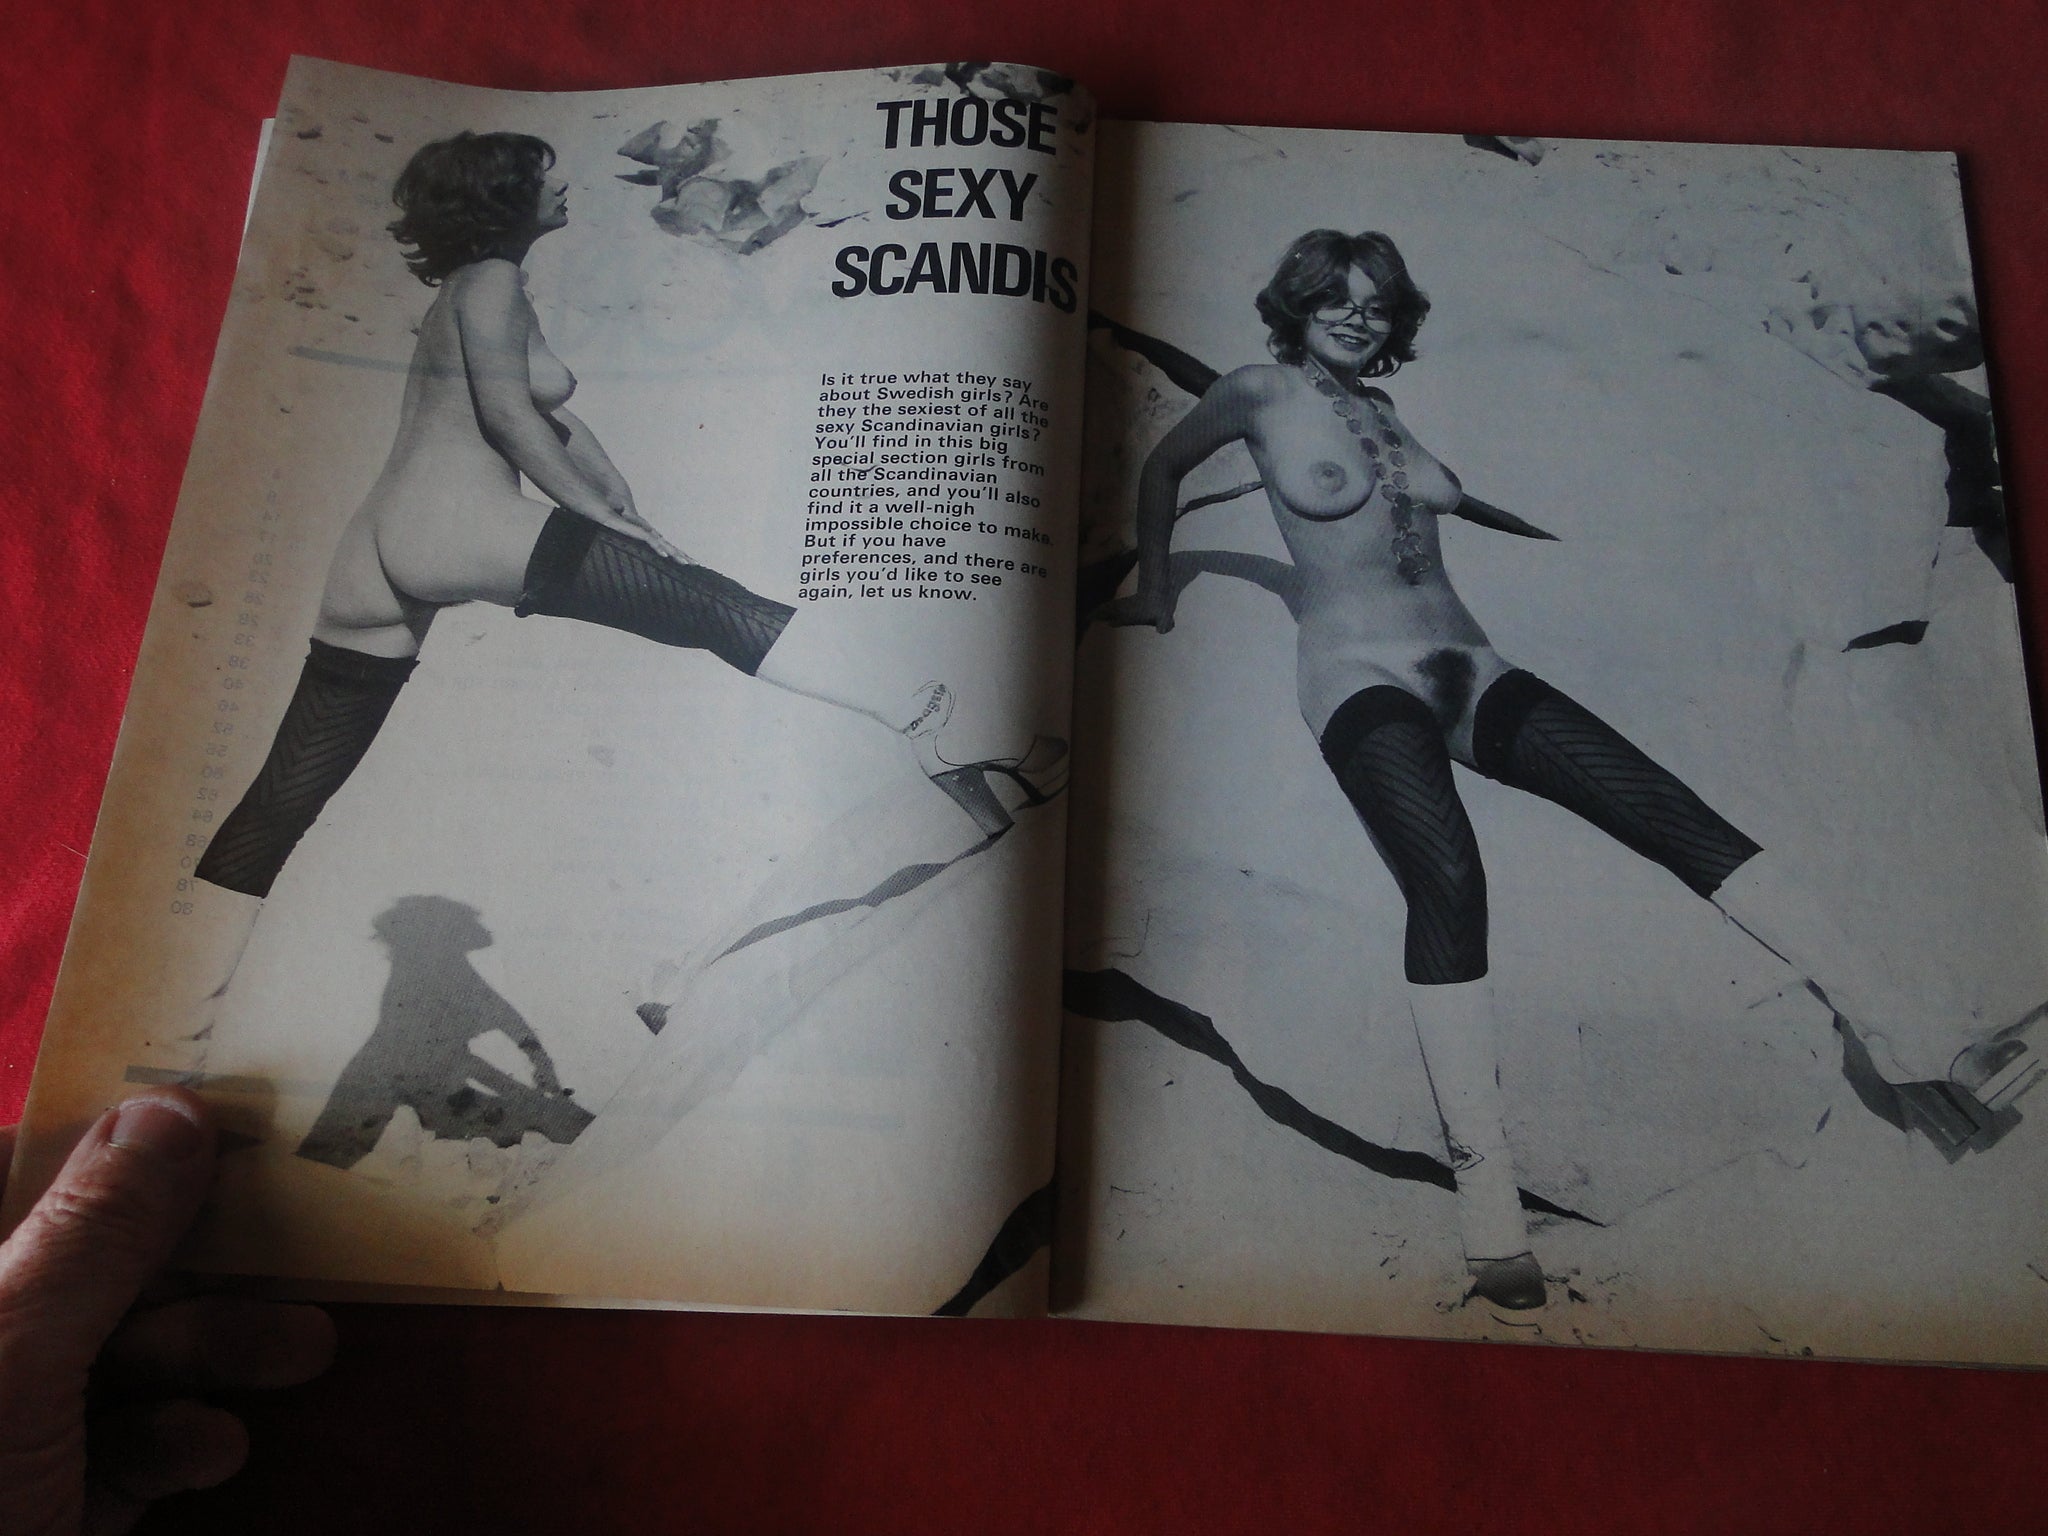 THOSE
SEXY
SCANDIS
Is it true what they say
about Swedish girls? Are
they the sexiest of all the
sexy Scandinavian girls?
You'll find in this big
special section girls from
all the Scandinavian
countries, and you'll also
find it a well-nigh
impossible choice to make.
But if you have
preferences, and there are
girls you'd like to see
again, let us know.